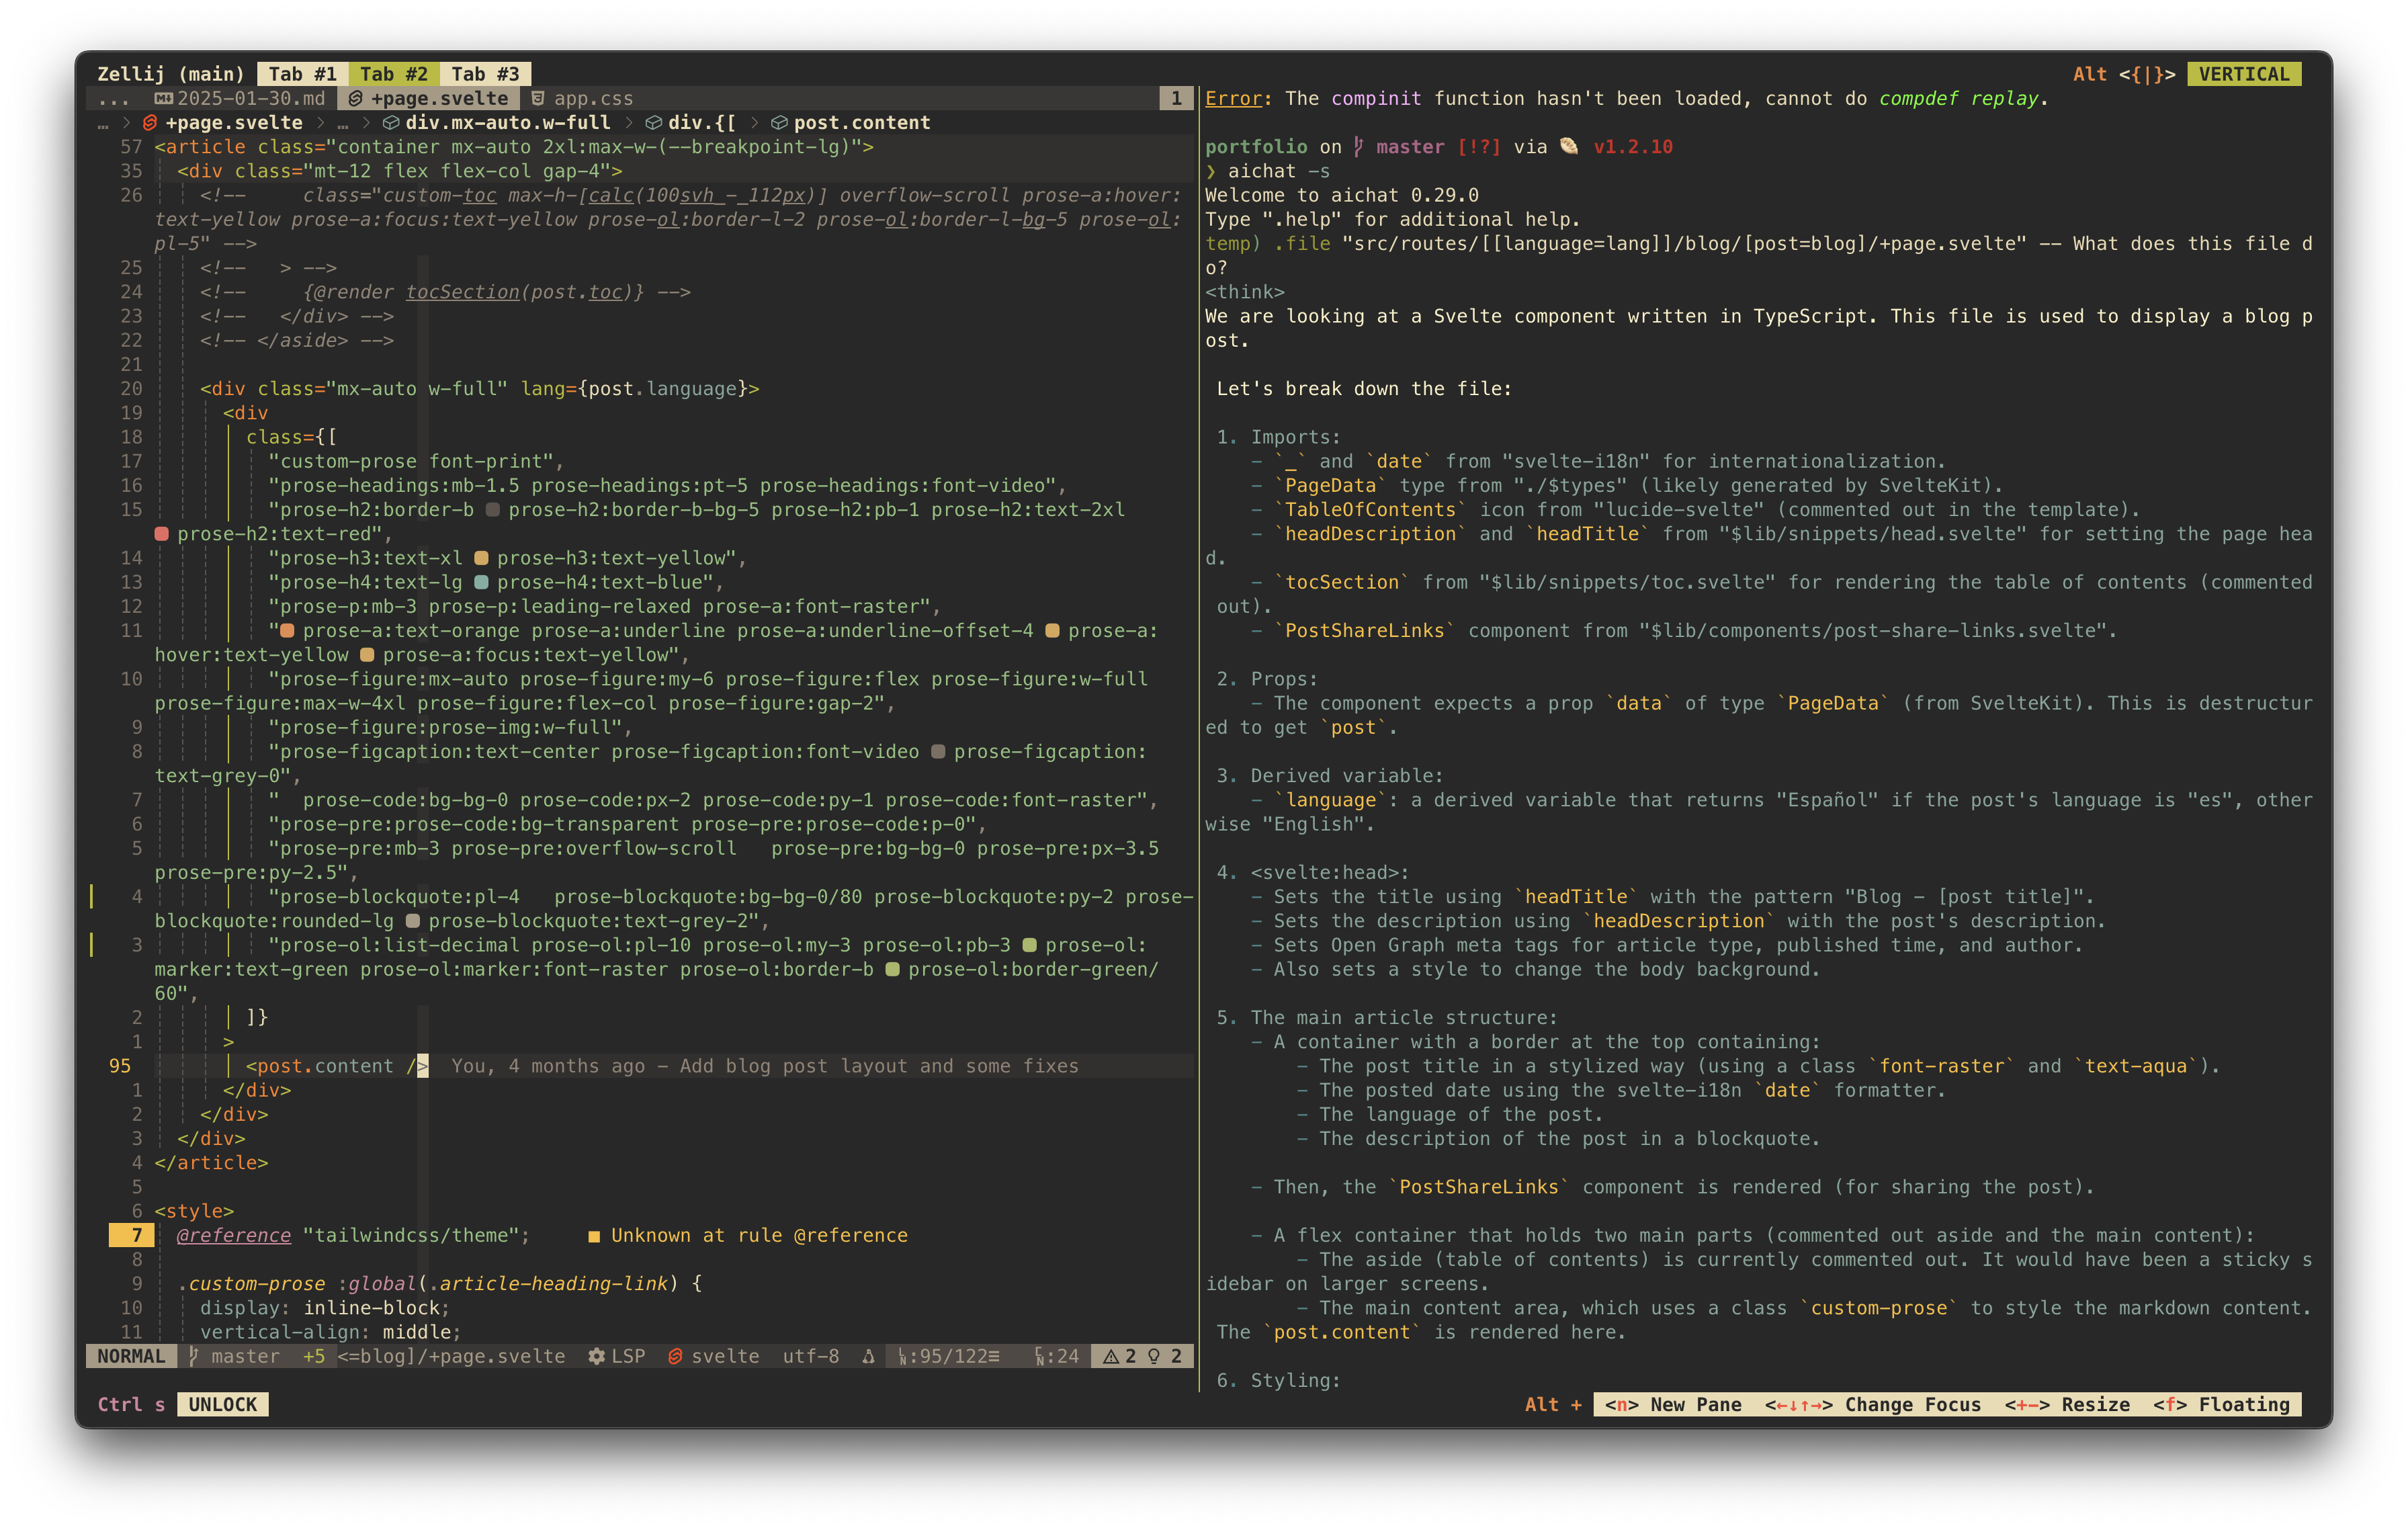 Zellij (main) Tab #1 Tab #2 Tab #3 Alt <{|}> VERTICAL
... 2025-01-30.md +page.svelte app.css 1
… > +page.svelte > … > div.mx-auto.w-full > div.{[ > post.content
57 <article class="container mx-auto 2xl:max-w-(--breakpoint-lg)">
35 <div class="mt-12 flex flex-col gap-4">
26 <!-- class="custom-toc max-h-[calc(100svh_-_112px)] overflow-scroll prose-a:hover:
text-yellow prose-a:focus:text-yellow prose-ol:border-l-2 prose-ol:border-l-bg-5 prose-ol:
pl-5" -->
25 <!-- > -->
24 <!-- {@render tocSection(post.toc)} -->
23 <!-- </div> -->
22 <!-- </aside> -->
21
20 <div class="mx-auto w-full" lang={post.language}>
19 <div
18 class={[
17 "custom-prose font-print",
16 "prose-headings:mb-1.5 prose-headings:pt-5 prose-headings:font-video",
15 "prose-h2:border-b prose-h2:border-b-bg-5 prose-h2:pb-1 prose-h2:text-2xl
prose-h2:text-red",
14 "prose-h3:text-xl prose-h3:text-yellow",
13 "prose-h4:text-lg prose-h4:text-blue",
12 "prose-p:mb-3 prose-p:leading-relaxed prose-a:font-raster",
11 " prose-a:text-orange prose-a:underline prose-a:underline-offset-4 prose-a:
hover:text-yellow prose-a:focus:text-yellow",
10 "prose-figure:mx-auto prose-figure:my-6 prose-figure:flex prose-figure:w-full
prose-figure:max-w-4xl prose-figure:flex-col prose-figure:gap-2",
9 "prose-figure:prose-img:w-full",
8 "prose-figcaption:text-center prose-figcaption:font-video prose-figcaption:
text-grey-0",
7 " prose-code:bg-bg-0 prose-code:px-2 prose-code:py-1 prose-code:font-raster",
6 "prose-pre:prose-code:bg-transparent prose-pre:prose-code:p-0",
5 "prose-pre:mb-3 prose-pre:overflow-scroll prose-pre:bg-bg-0 prose-pre:px-3.5
prose-pre:py-2.5",
4 "prose-blockquote:pl-4 prose-blockquote:bg-bg-0/80 prose-blockquote:py-2 prose-
blockquote:rounded-lg prose-blockquote:text-grey-2",
3 "prose-ol:list-decimal prose-ol:pl-10 prose-ol:my-3 prose-ol:pb-3 prose-ol:
marker:text-green prose-ol:marker:font-raster prose-ol:border-b prose-ol:border-green/
60",
2 ]}
1 >
95 <post.content /> You, 4 months ago – Add blog post layout and some fixes
1 </div>
2 </div>
3 </div>
4 </article>
5
6 <style>
7 @reference "tailwindcss/theme"; ■ Unknown at rule @reference
8
9 .custom-prose :global(.article-heading-link) {
10 display: inline-block;
11 vertical-align: middle;
NORMAL master +5 <=blog]/+page.svelte LSP svelte utf-8 :95/122≡ :24 2 2
Error: The compinit function hasn't been loaded, cannot do compdef replay.
portfolio on master [!?] via v1.2.10
❯ aichat -s
Welcome to aichat 0.29.0
Type ".help" for additional help.
temp) .file "src/routes/[[language=lang]]/blog/[post=blog]/+page.svelte" -- What does this file d
o?
<think>
We are looking at a Svelte component written in TypeScript. This file is used to display a blog p
ost.
Let's break down the file:
1. Imports:
- `_` and `date` from "svelte-i18n" for internationalization.
- `PageData` type from "./$types" (likely generated by SvelteKit).
- `TableOfContents` icon from "lucide-svelte" (commented out in the template).
- `headDescription` and `headTitle` from "$lib/snippets/head.svelte" for setting the page hea
d.
- `tocSection` from "$lib/snippets/toc.svelte" for rendering the table of contents (commented
out).
- `PostShareLinks` component from "$lib/components/post-share-links.svelte".
2. Props:
- The component expects a prop `data` of type `PageData` (from SvelteKit). This is destructur
ed to get `post`.
3. Derived variable:
- `language`: a derived variable that returns "Español" if the post's language is "es", other
wise "English".
4. <svelte:head>:
- Sets the title using `headTitle` with the pattern "Blog - [post title]".
- Sets the description using `headDescription` with the post's description.
- Sets Open Graph meta tags for article type, published time, and author.
- Also sets a style to change the body background.
5. The main article structure:
- A container with a border at the top containing:
- The post title in a stylized way (using a class `font-raster` and `text-aqua`).
- The posted date using the svelte-i18n `date` formatter.
- The language of the post.
- The description of the post in a blockquote.
- Then, the `PostShareLinks` component is rendered (for sharing the post).
- A flex container that holds two main parts (commented out aside and the main content):
- The aside (table of contents) is currently commented out. It would have been a sticky s
idebar on larger screens.
- The main content area, which uses a class `custom-prose` to style the markdown content.
The `post.content` is rendered here.
6. Styling:
Ctrl s UNLOCK Alt + <n> New Pane <←↓↑→> Change Focus <+-> Resize <f> Floating